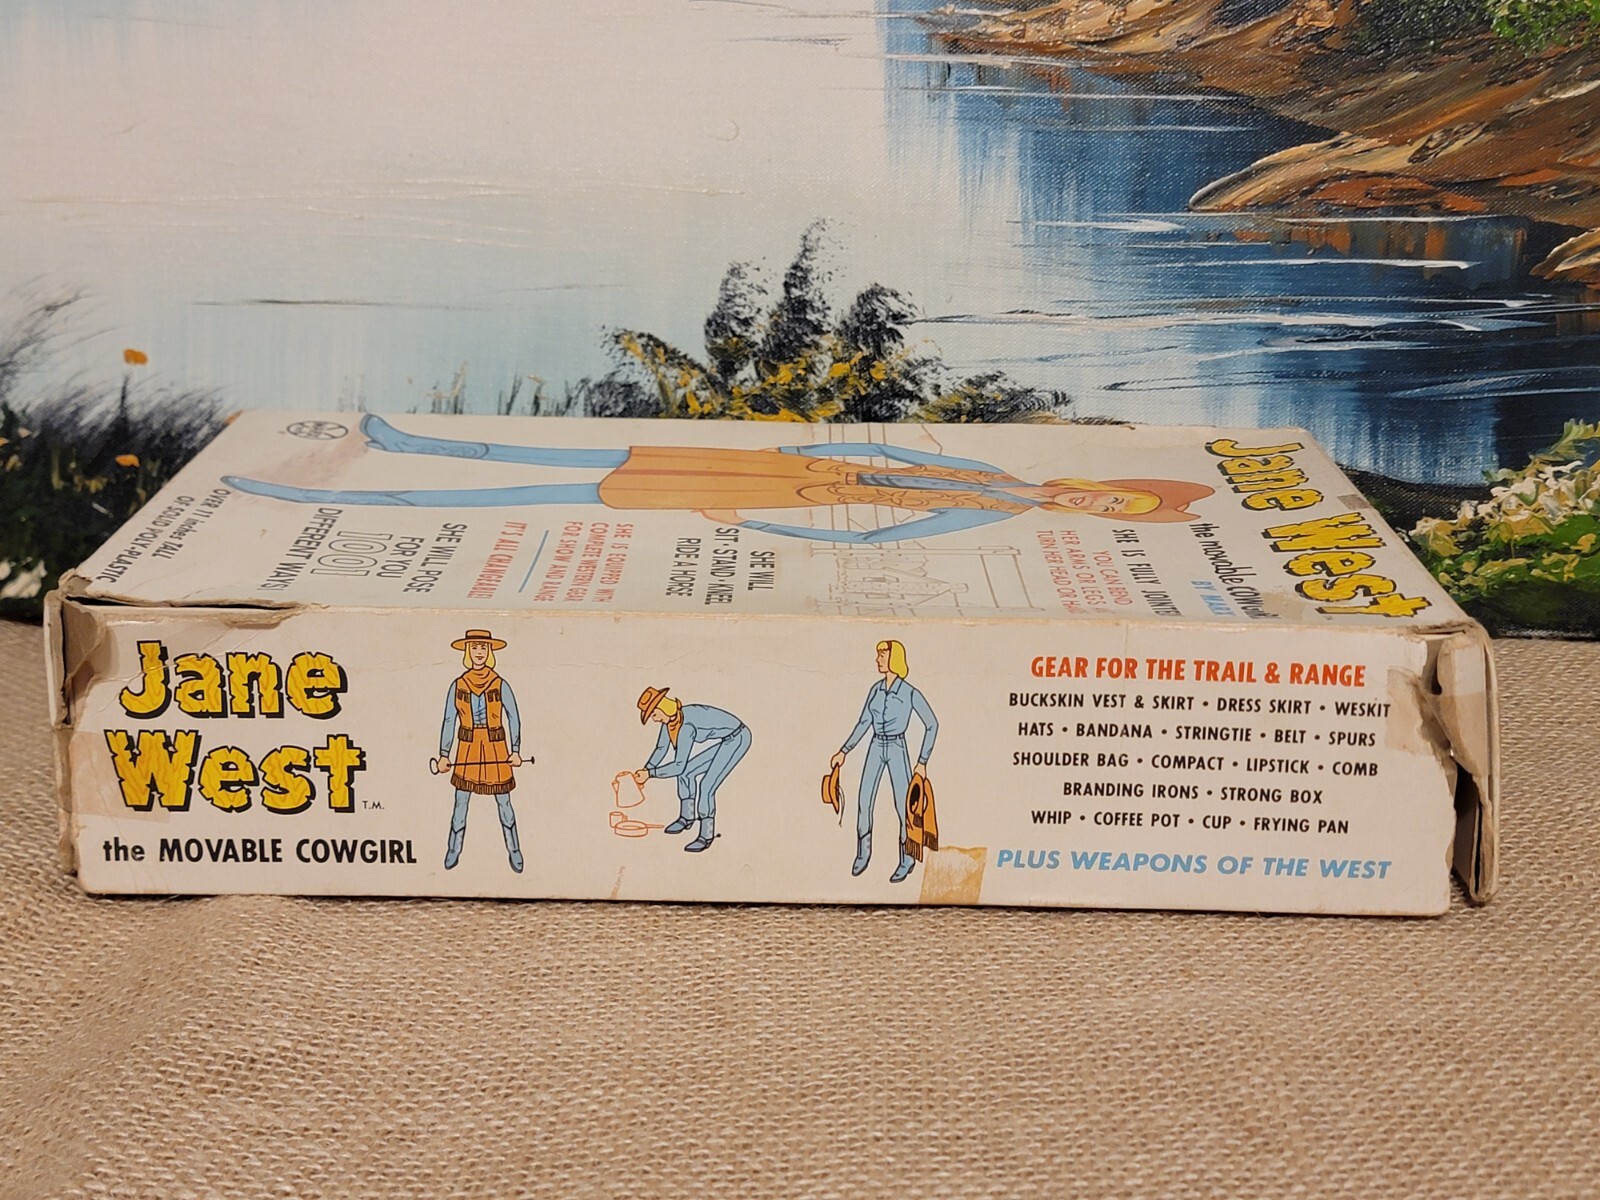 Jane West
the movable COWGIRL
BY MARX
SHE IS FULLY JOINTED
YOU CAN BEND
HER ARMS OR LEGS
TURN HER HEAD OR
SHE WILL
SIT · STAND · KNEEL
RIDE A HORSE
SHE IS EQUIPPED WITH
COMPLETE WESTERN GEAR
FOR SHOW AND RANGE
IT'S ALL CHANGEABLE!
SHE WILL POSE
FOR YOU
101
DIFFERENT WAYS!
OVER 11 inches TALL
OF SOLID POLY-PLASTIC
Jane
West
T.M.
the MOVABLE COWGIRL
GEAR FOR THE TRAIL & RANGE
BUCKSKIN VEST & SKIRT • DRESS SKIRT • WESKIT
HATS • BANDANA • STRINGTIE • BELT • SPURS
SHOULDER BAG • COMPACT • LIPSTICK • COMB
BRANDING IRONS • STRONG BOX
WHIP • COFFEE POT • CUP • FRYING PAN
PLUS WEAPONS OF THE WEST